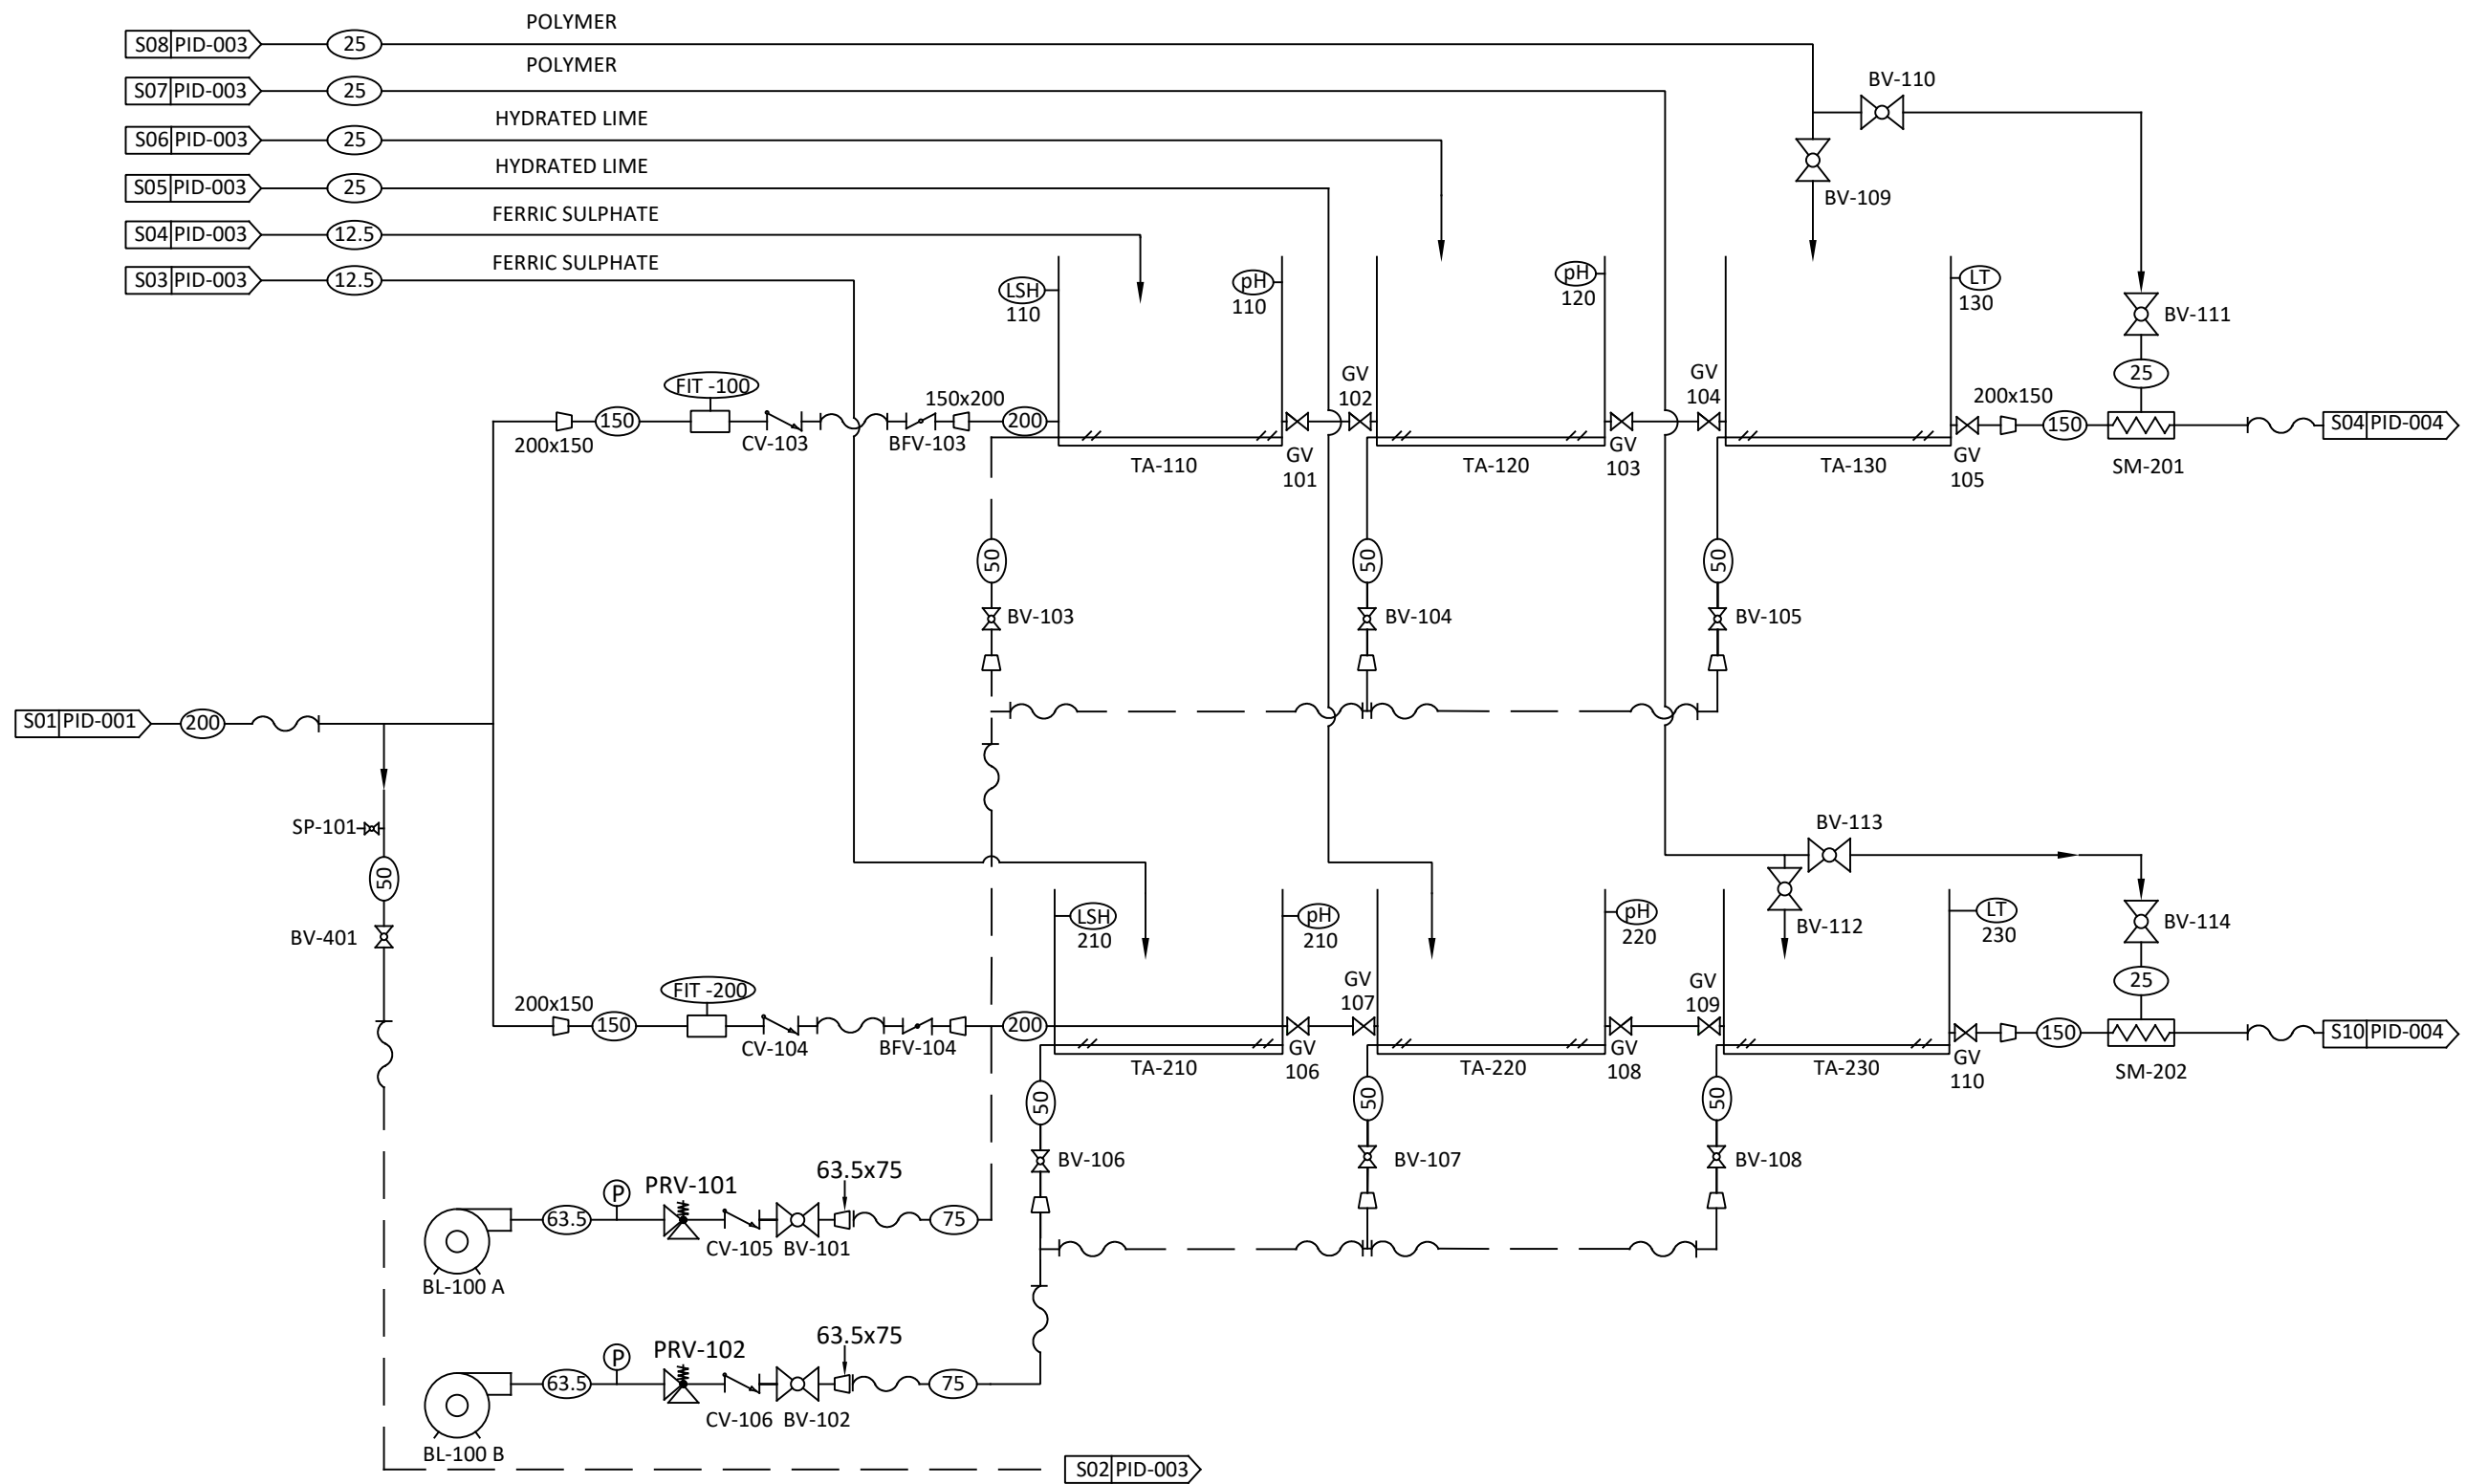 POLYMER
S08 PID-003 25
POLYMER
S07 PID-003 25
BV-110
HYDRATED LIME
S06 PID-003 25
HYDRATED LIME
S05 PID-003 25
BV-109
FERRIC SULPHATE
S04 PID-003 12.5
FERRIC SULPHATE
S03 PID-003 12.5
LSH
110
pH
110
pH
120
LT
130
BV-111
25
FIT -100
200x150
150
CV-103
BFV-103
150x200
200
TA-110
GV
101
GV
102
TA-120
GV
103
GV
104
TA-130
GV
105
200x150
150
SM-201
S04 PID-004
50
BV-103
50
BV-104
50
BV-105
S01 PID-001
200
SP-101
50
BV-401
BV-113
BV-112
BV-114
25
LSH
210
pH
210
pH
220
LT
230
FIT -200
200x150
150
CV-104
BFV-104
200
TA-210
GV
106
GV
107
TA-220
GV
108
GV
109
TA-230
GV
110
150
SM-202
S10 PID-004
50
BV-106
50
BV-107
50
BV-108
BL-100 A
63.5
P
PRV-101
CV-105
BV-101
63.5x75
75
BL-100 B
63.5
P
PRV-102
CV-106
BV-102
63.5x75
75
S02 PID-003